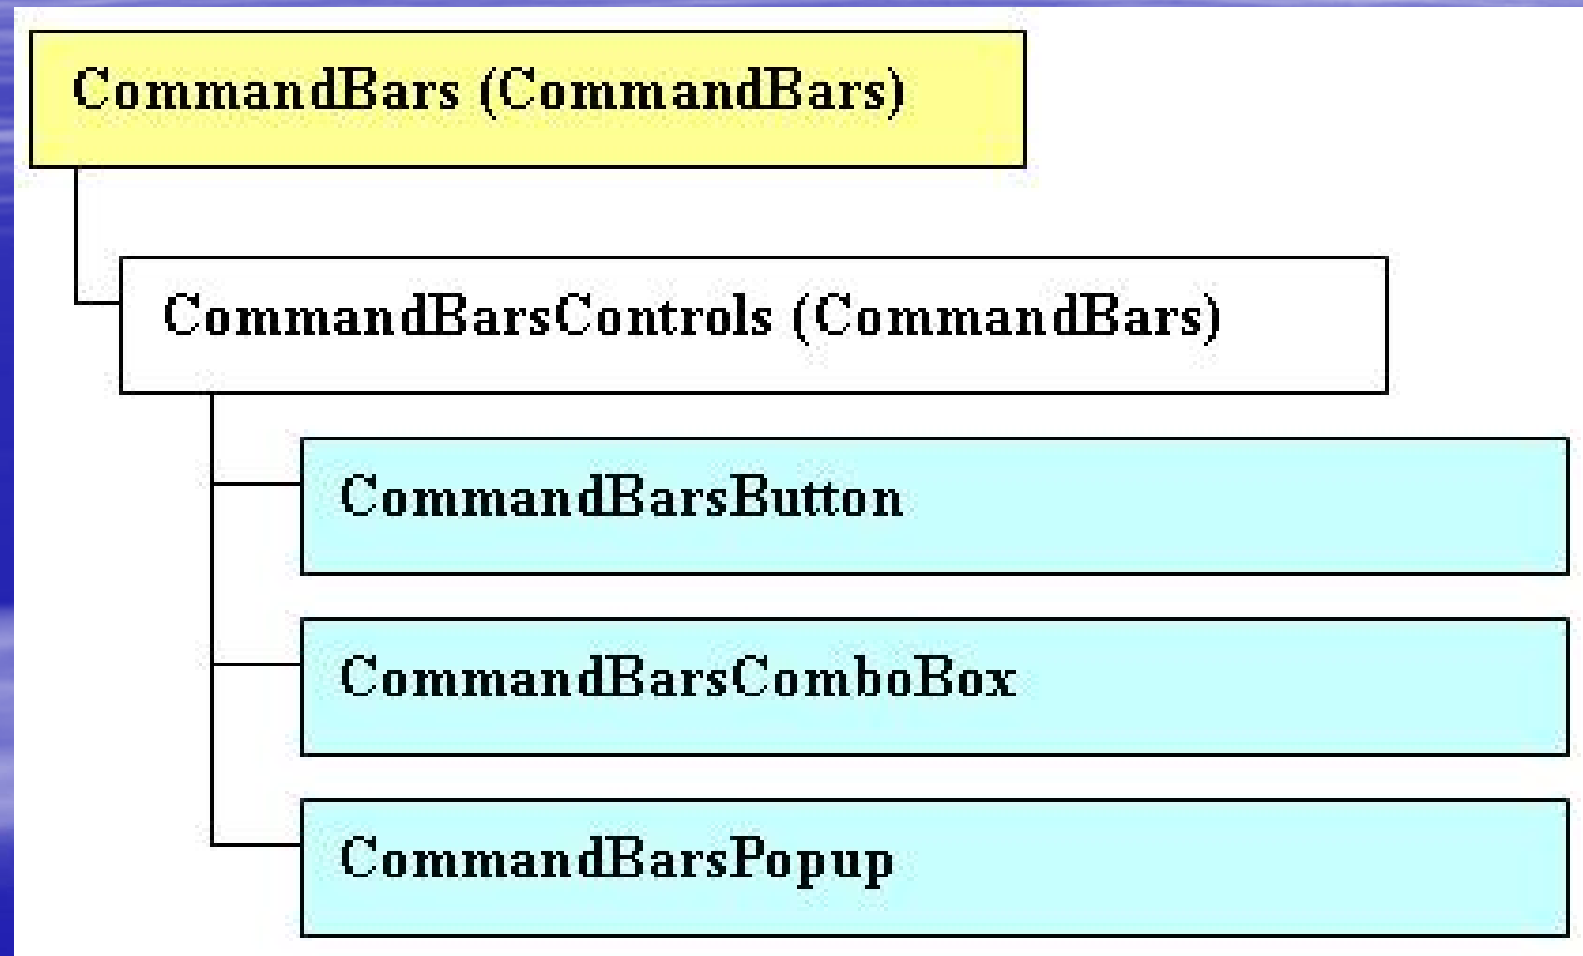 CommandBars (CommandBars)
CommandBarsControls (CommandBars)
CommandBarsButton
CommandBarsComboBox
CommandBarsPopup